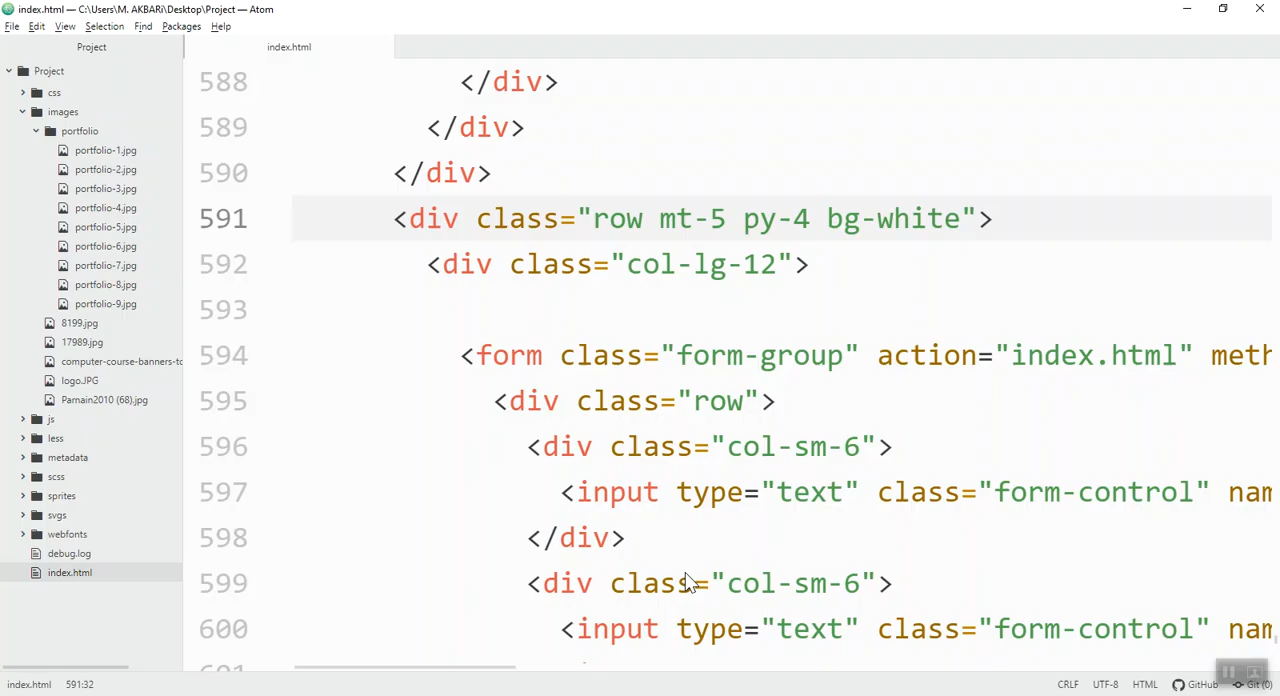 index.html — C:\Users\M. AKBARi\Desktop\Project — Atom
File Edit View Selection Find Packages Help
Project
index.html
Project
css
images
portfolio
portfolio-1.jpg
portfolio-2.jpg
portfolio-3.jpg
portfolio-4.jpg
portfolio-5.jpg
portfolio-6.jpg
portfolio-7.jpg
portfolio-8.jpg
portfolio-9.jpg
8199.jpg
17989.jpg
computer-course-banners-to
logo.JPG
Parnain2010 (68).jpg
js
less
metadata
scss
sprites
svgs
webfonts
debug.log
index.html
588 </div>
589 </div>
590 </div>
591 <div class="row mt-5 py-4 bg-white">
592 <div class="col-lg-12">
593
594 <form class="form-group" action="index.html" meth
595 <div class="row">
596 <div class="col-sm-6">
597 <input type="text" class="form-control" nam
598 </div>
599 <div class="col-sm-6">
600 <input type="text" class="form-control" nam
601
index.html 591:32 CRLF UTF-8 HTML GitHub Git (0)